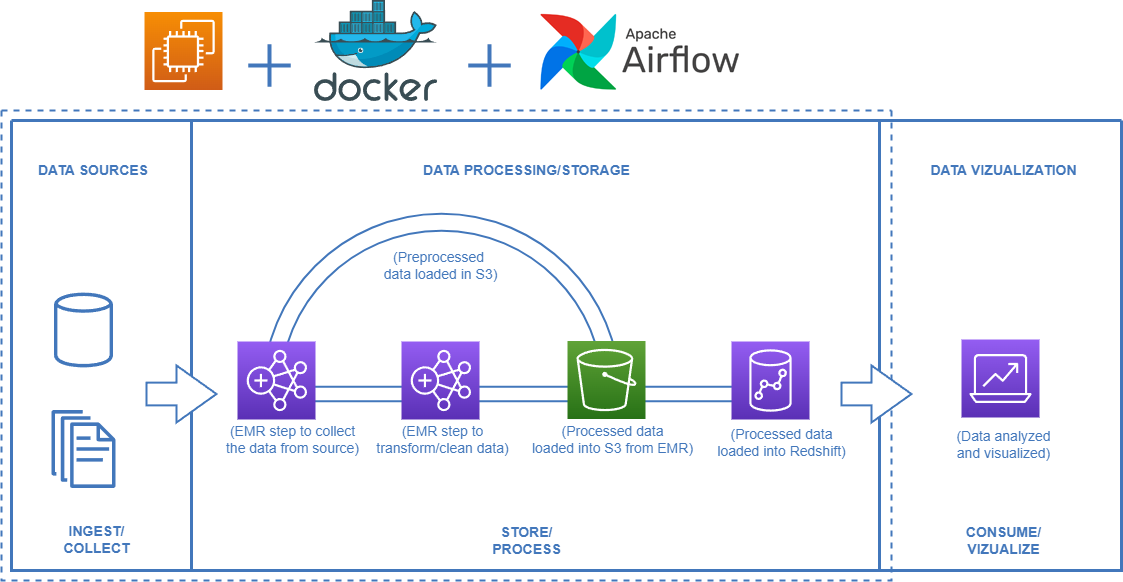 docker
Apache
Airflow
DATA SOURCES
DATA PROCESSING/STORAGE
DATA VIZUALIZATION
(Preprocessed
data loaded in S3)
(EMR step to collect
the data from source)
(EMR step to
transform/clean data)
(Processed data
loaded into S3 from EMR)
(Processed data
loaded into Redshift)
(Data analyzed
and visualized)
INGEST/
COLLECT
STORE/
PROCESS
CONSUME/
VIZUALIZE